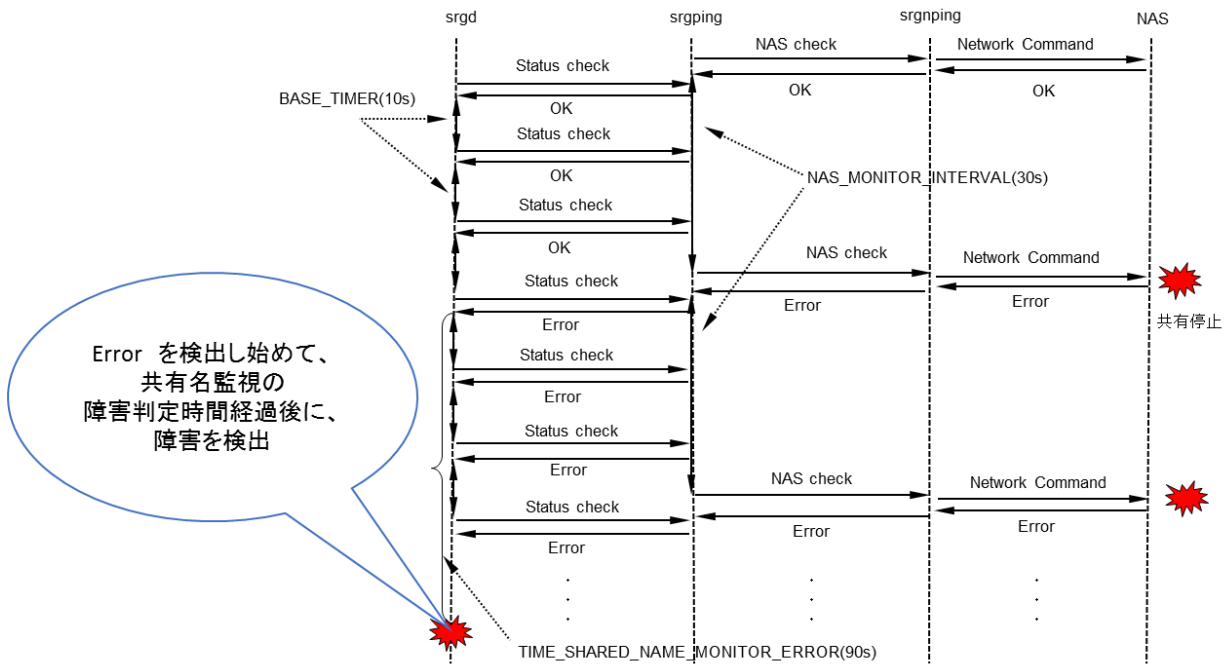 srgd
srgping
srgnping
NAS
NAS check
Network Command
OK
OK
Status check
OK
BASE_TIMER(10s)
Status check
OK
NAS_MONITOR_INTERVAL(30s)
Status check
OK
NAS check
Network Command
Error
Error
共有停止
Status check
Error
Error を検出し始めて、
共有名監視の
障害判定時間経過後に、
障害を検出
Status check
Error
Status check
Error
NAS check
Network Command
Error
Error
Status check
Error
TIME_SHARED_NAME_MONITOR_ERROR(90s)